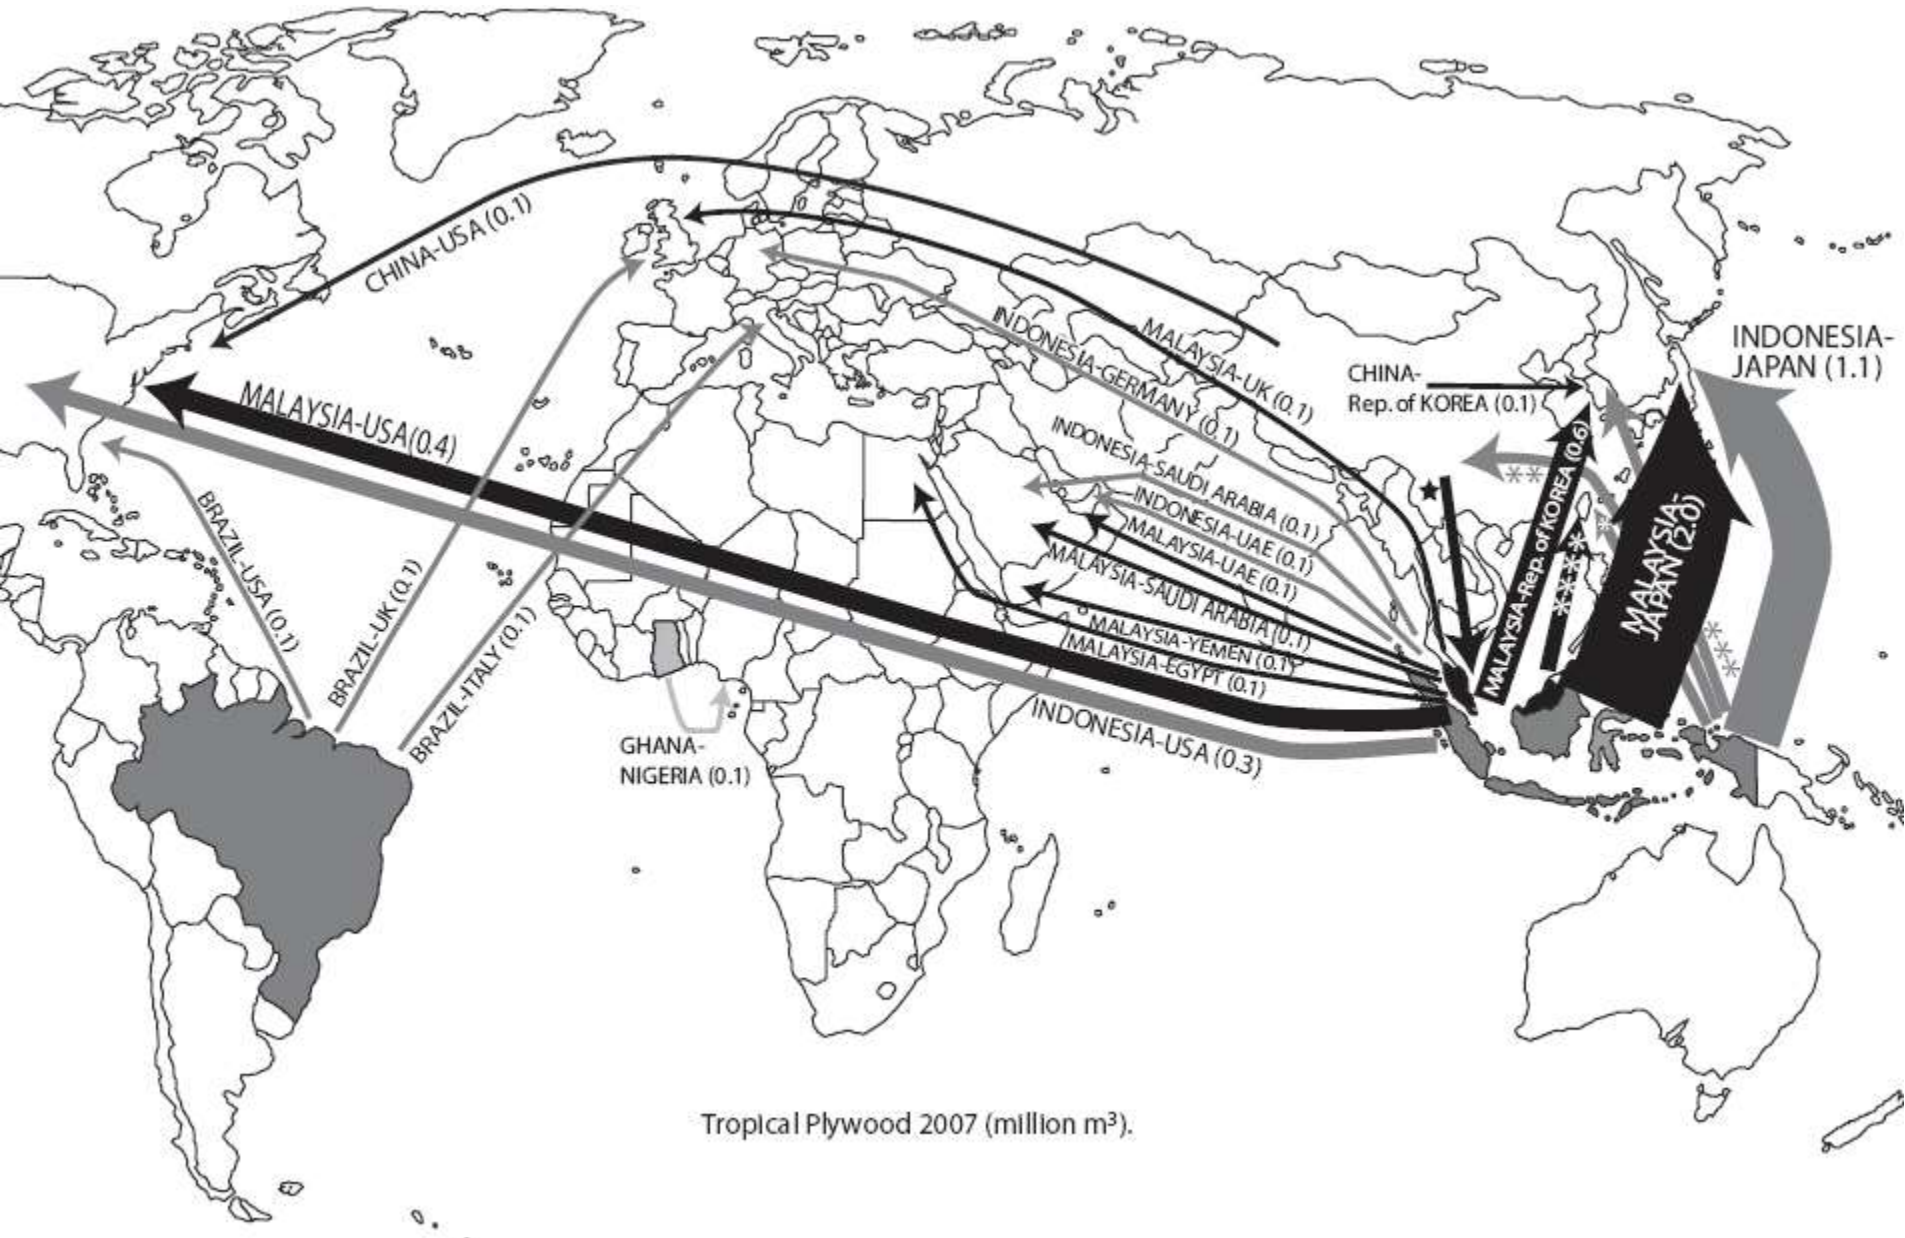 CHINA-USA (0.1)
INDONESIA-
JAPAN (1.1)
MALAYSIA-UK (0.1)
INDONESIA-GERMANY (0.1)
CHINA-
Rep. of KOREA (0.1)
MALAYSIA-USA(0.4)
INDONESIA-SAUDI ARABIA (0.1)
INDONESIA-UAE (0.1)
MALAYSIA-UAE (0.1)
MALAYSIA-SAUDI ARABIA (0.1)
MALAYSIA-YEMEN (0.1)
MALAYSIA-EGYPT (0.1)
INDONESIA-USA (0.3)
MALAYSIA-Rep. of KOREA (0.6)
MALAYSIA-
JAPAN (2.0)
**
*
****
***
BRAZIL-USA (0.1)
BRAZIL-UK (0.1)
BRAZIL-ITALY (0.1)
GHANA-
NIGERIA (0.1)
Tropical Plywood 2007 (million m³).